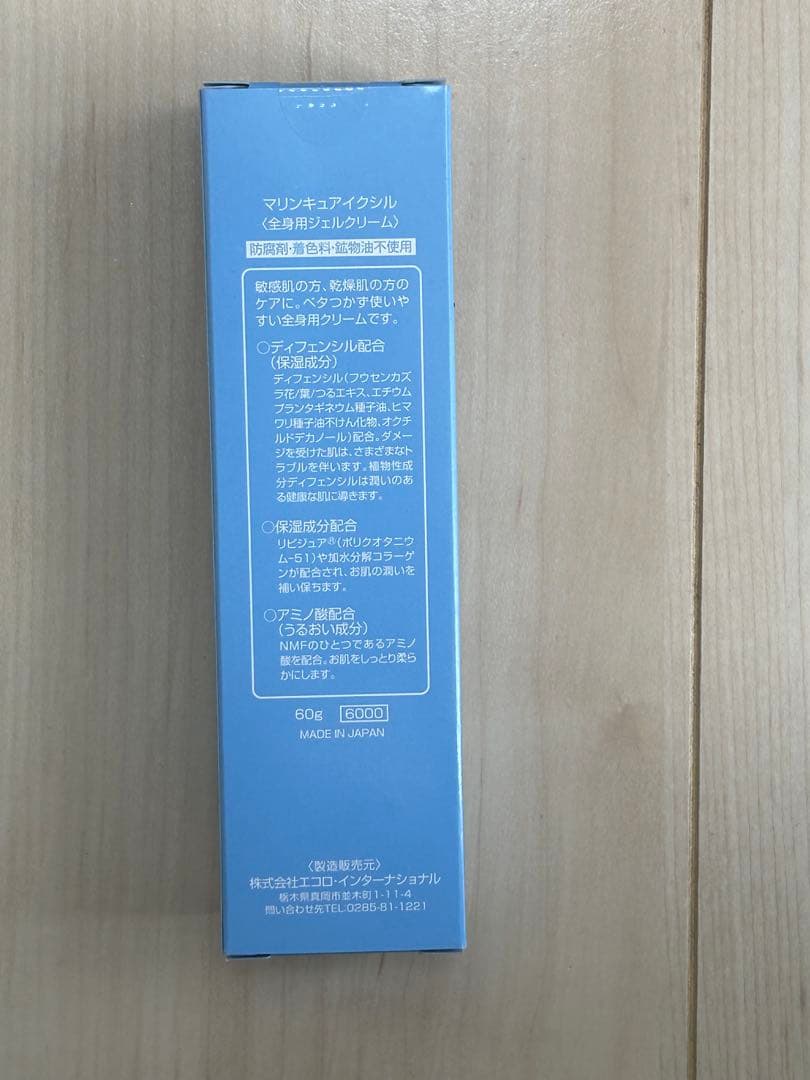 マリンキュアイクシル
〈全身用ジェルクリーム〉
防腐剤・着色料・鉱物油不使用
敏感肌の方、乾燥肌の方の
ケアに。ベタつかず使いや
すい全身用クリームです。
○ディフェンシル配合
(保湿成分)
ディフェンシル(フウセンカズ
ラ花/葉/つるエキス、エチウム
プランタギネウム種子油、ヒマ
ワリ種子油不けん化物、オクチ
ルドデカノール)配合。ダメー
ジを受けた肌は、さまざまなト
ラブルを伴います。植物性成
分ディフェンシルは潤いのあ
る健康な肌に導きます。
○保湿成分配合
リピジュア®(ポリクオタニウ
ム-51)や加水分解コラーゲ
ンが配合され、お肌の潤いを
補い保ちます。
○アミノ酸配合
(うるおい成分)
NMFのひとつであるアミノ
酸を配合。お肌をしっとり柔ら
かにします。
60g 6000
MADE IN JAPAN
〈製造販売元〉
株式会社エコロ・インターナショナル
栃木県真岡市並木町1-11-4
問い合わせ先TEL:0285-81-1221